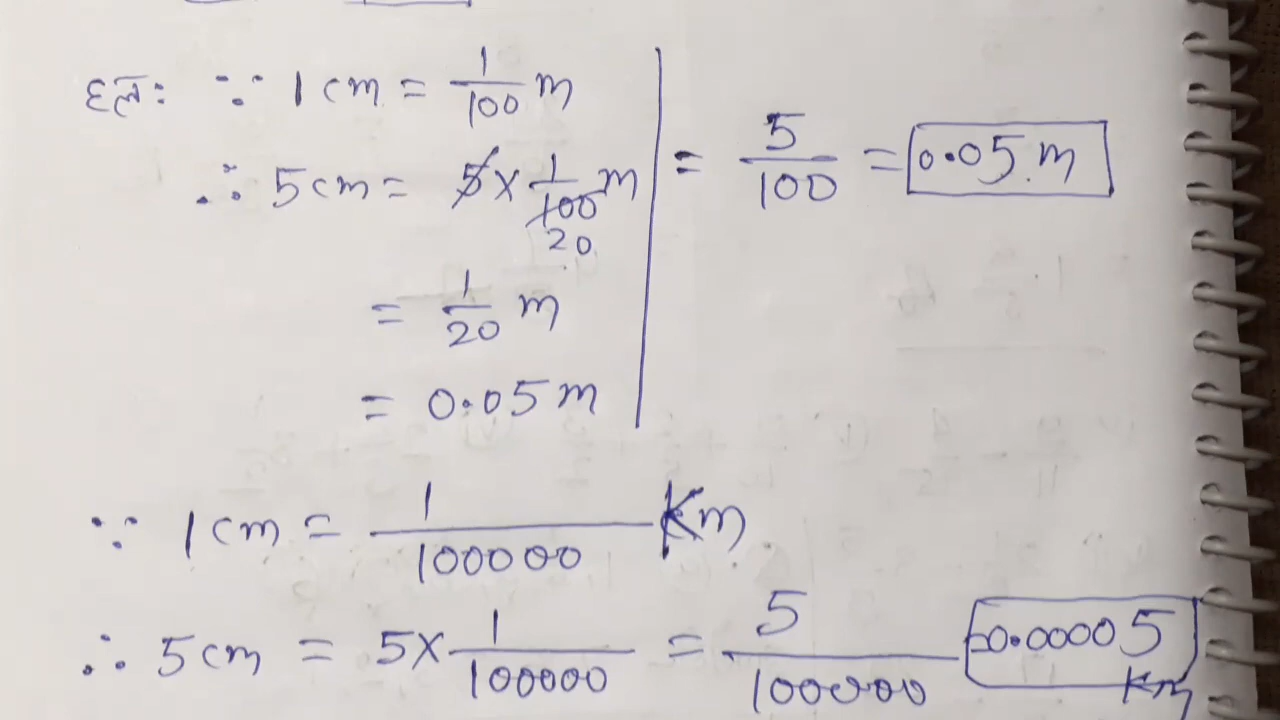 हल: ∵ 1 cm = 1/100 m
∴ 5 cm = 5 × 1/100 m = 5/100 = 0.05 m
20
= 1/20 m
= 0.05 m
∵ 1 cm = 1/100000 Km
∴ 5 cm = 5 × 1/100000 = 5/100000 = 0.00005 Km